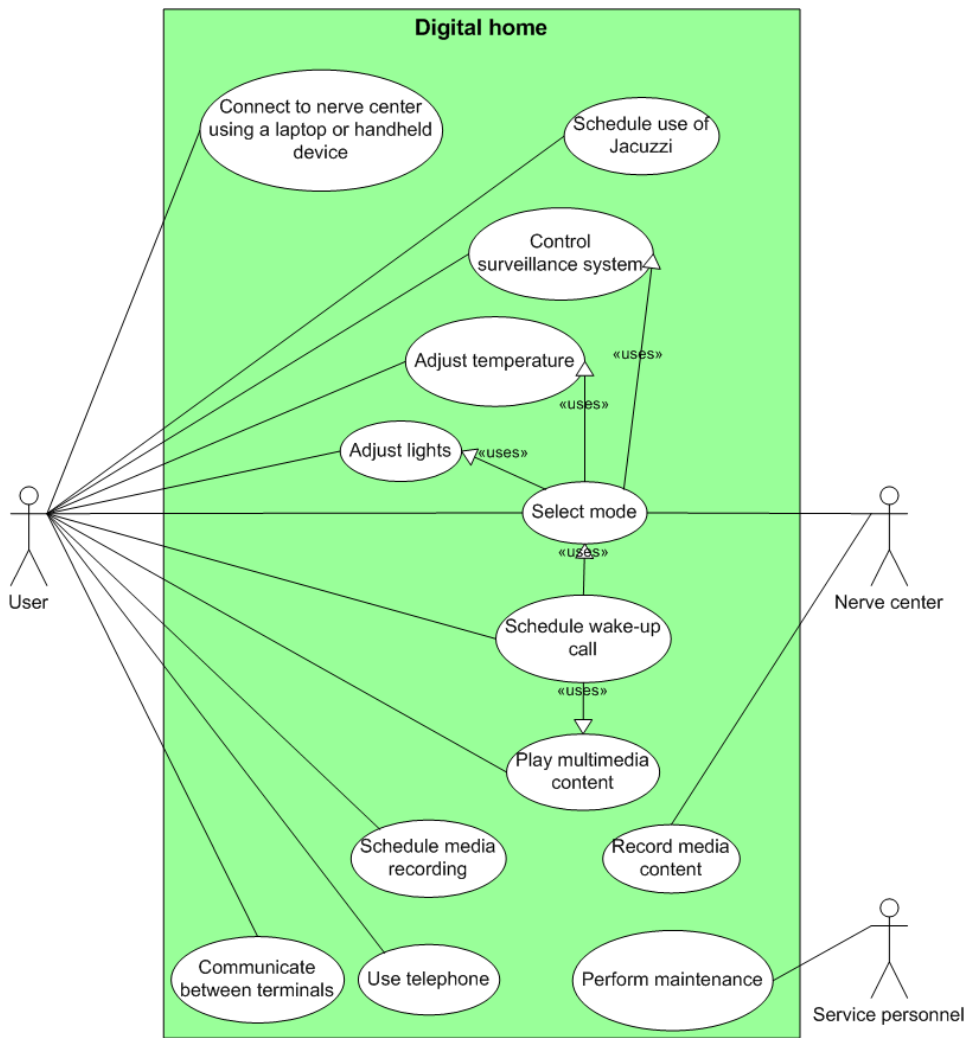 Digital home
Connect to nerve center
using a laptop or handheld
device
Schedule use of
Jacuzzi
Control
surveillance system
«uses»
Adjust temperature
«uses»
Adjust lights
«uses»
Select mode
«uses»
User
Nerve center
Schedule wake-up
call
«uses»
Play multimedia
content
Schedule media
recording
Record media
content
Communicate
between terminals
Use telephone
Perform maintenance
Service personnel